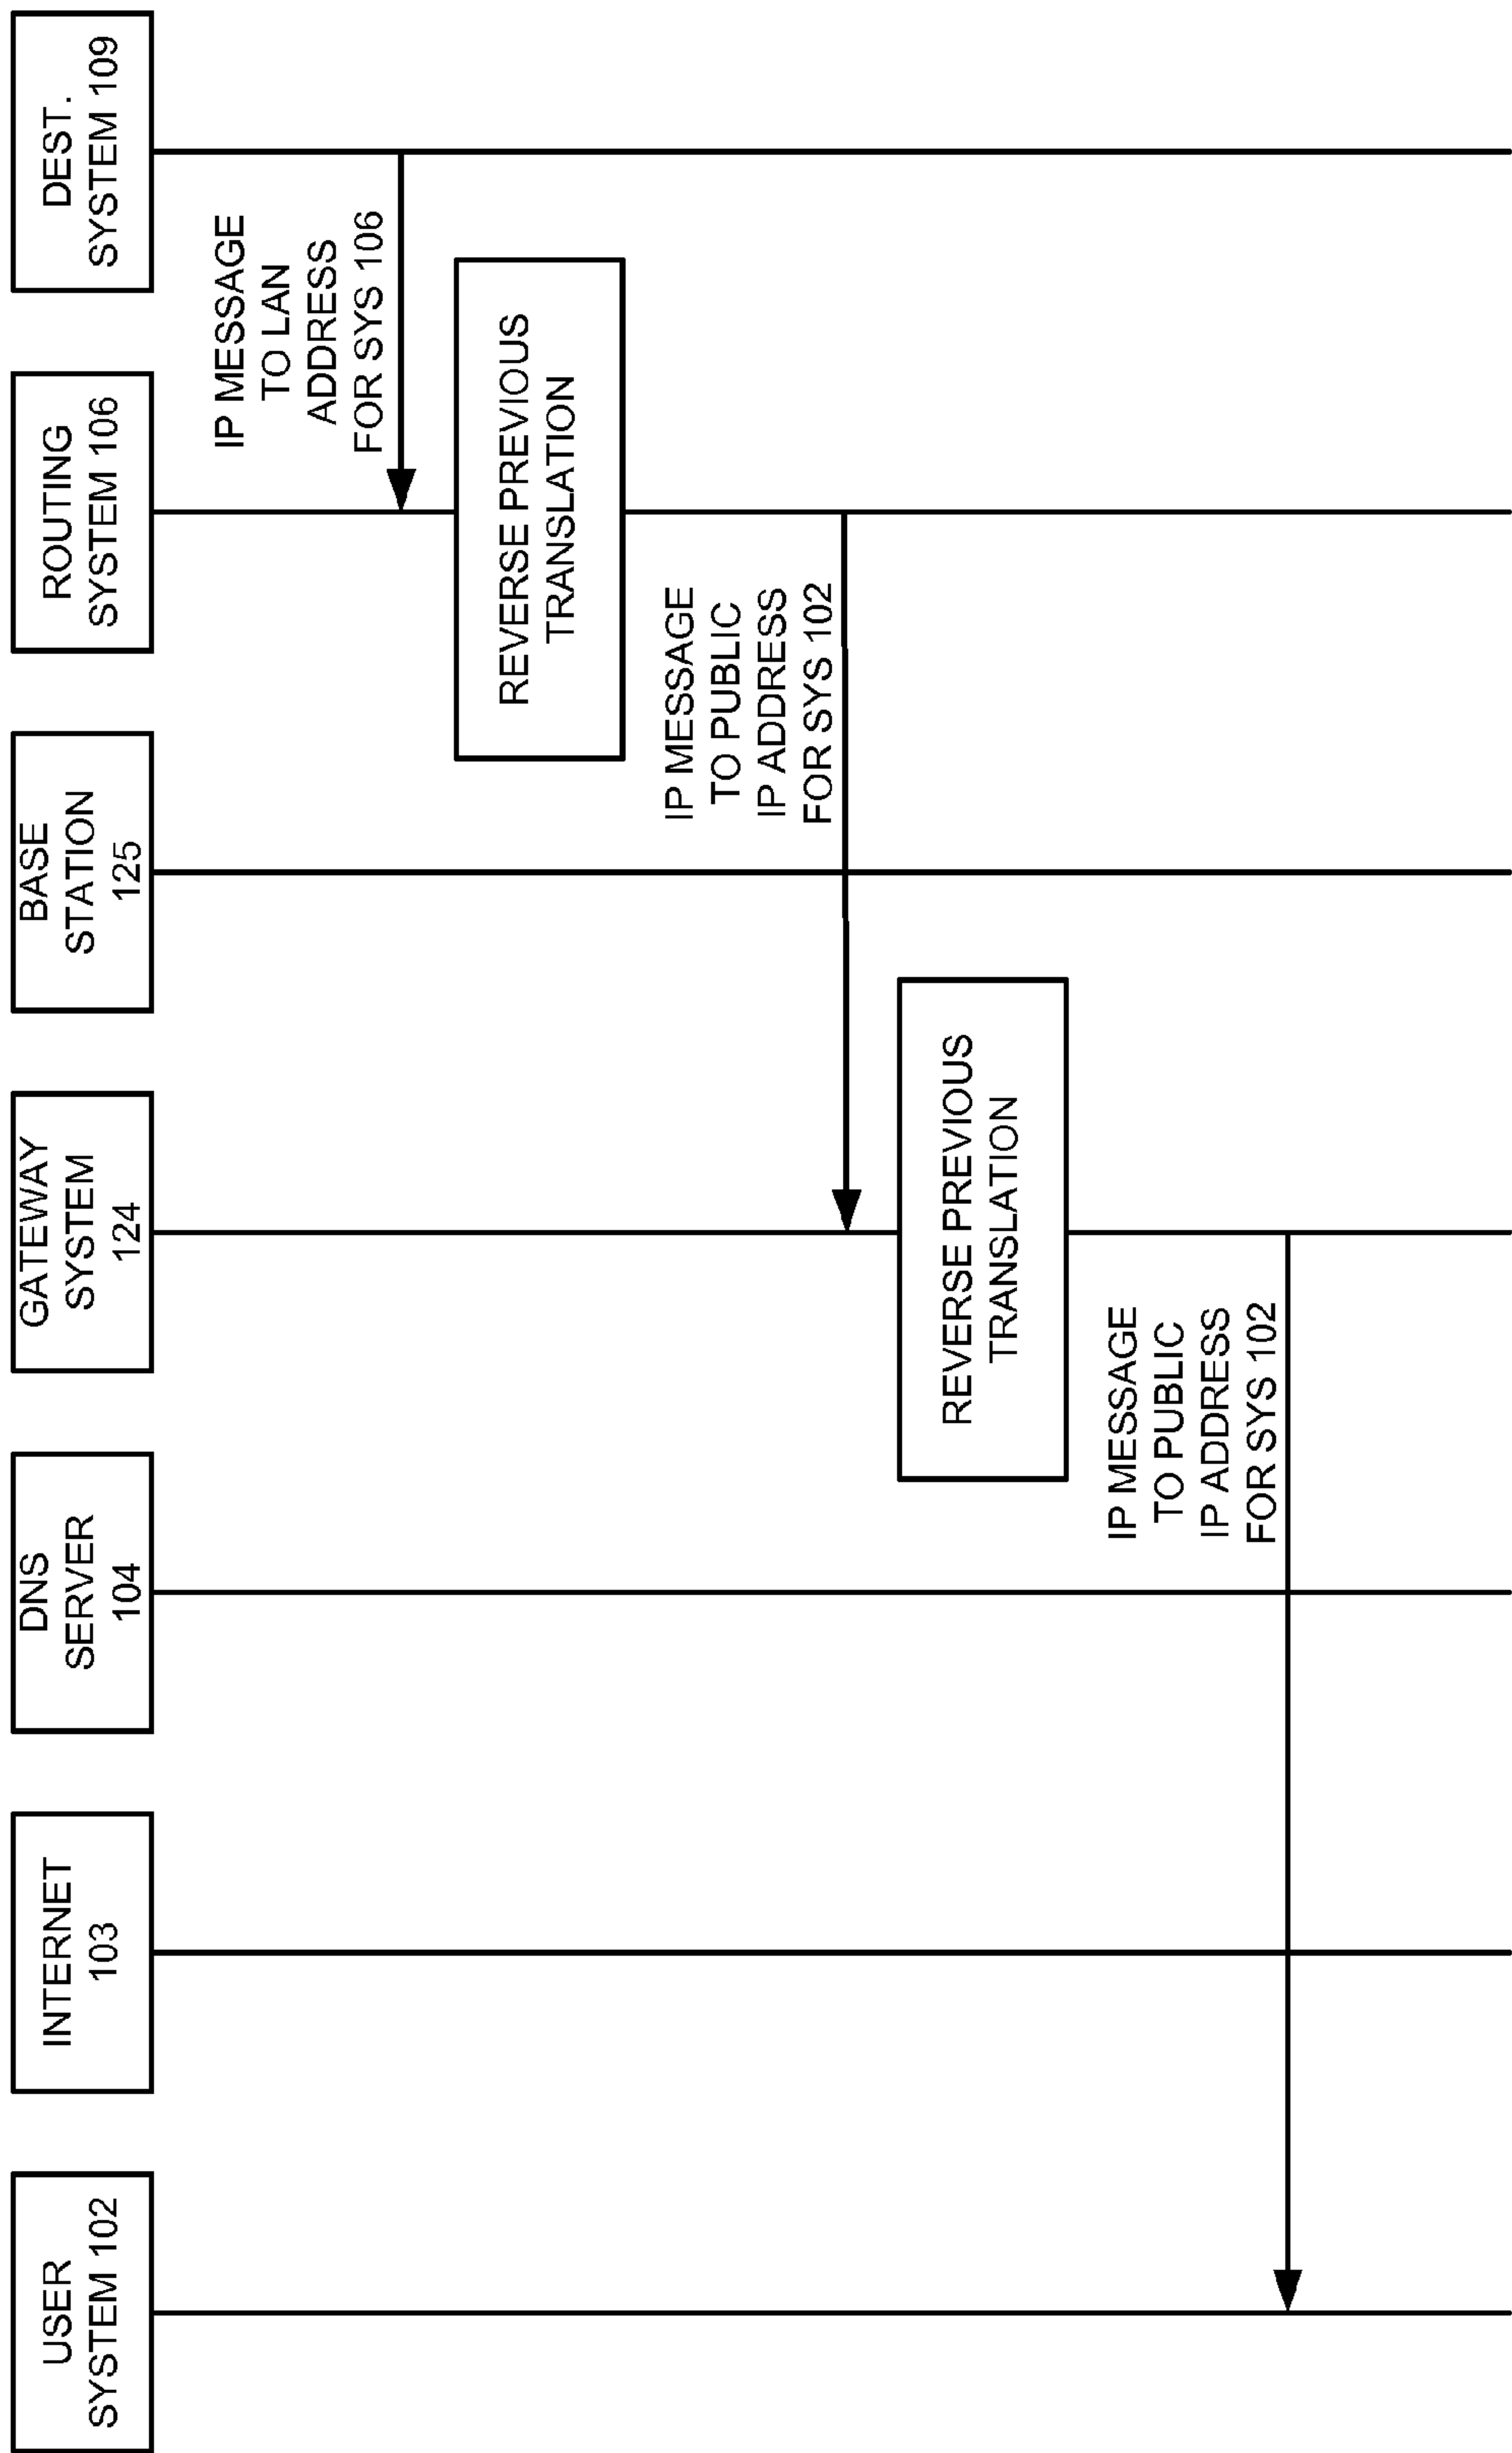 USER
SYSTEM 102
INTERNET
103
DNS
SERVER
104
GATEWAY
SYSTEM
124
BASE
STATION
125
ROUTING
SYSTEM 106
DEST.
SYSTEM 109
IP MESSAGE
TO LAN
ADDRESS
FOR SYS 106
REVERSE PREVIOUS
TRANSLATION
IP MESSAGE
TO PUBLIC
IP ADDRESS
FOR SYS 102
REVERSE PREVIOUS
TRANSLATION
IP MESSAGE
TO PUBLIC
IP ADDRESS
FOR SYS 102